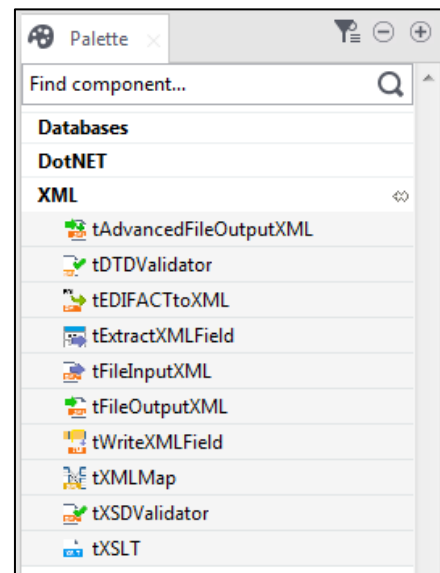 Palette
Find component...
Databases
DotNET
XML
tAdvancedFileOutputXML
tDTDValidator
tEDIFACTtoXML
tExtractXMLField
tFileInputXML
tFileOutputXML
tWriteXMLField
tXMLMap
tXSDValidator
tXSLT